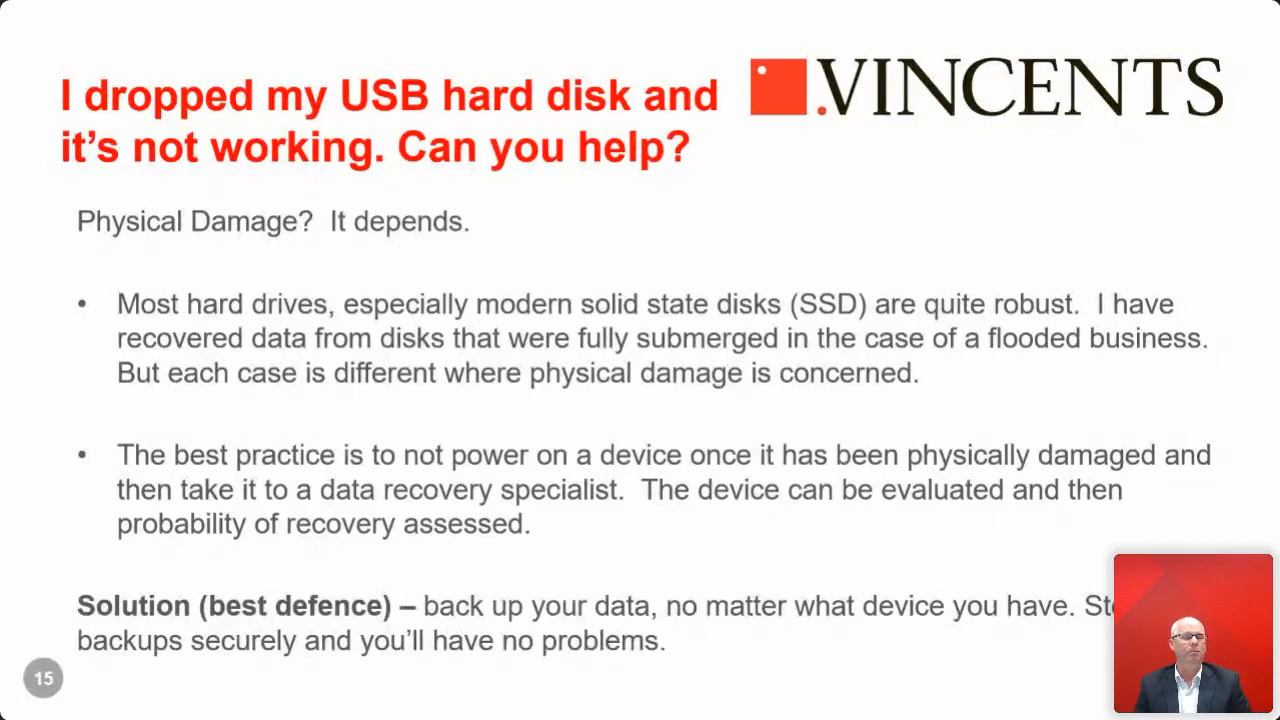 I dropped my USB hard disk and
it's not working. Can you help?
.VINCENTS
Physical Damage?  It depends.
• Most hard drives, especially modern solid state disks (SSD) are quite robust.  I have
recovered data from disks that were fully submerged in the case of a flooded business.
But each case is different where physical damage is concerned.
• The best practice is to not power on a device once it has been physically damaged and
then take it to a data recovery specialist.  The device can be evaluated and then
probability of recovery assessed.
Solution (best defence) – back up your data, no matter what device you have.
backups securely and you'll have no problems.
15